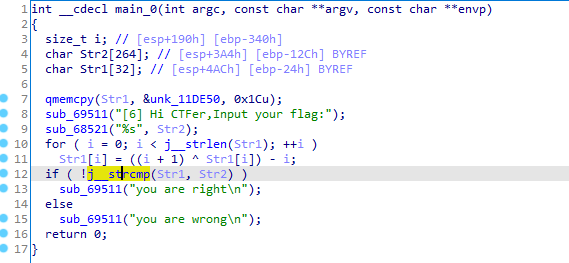 1 int __cdecl main_0(int argc, const char **argv, const char **envp)
2 {
3 size_t i; // [esp+190h] [ebp-340h]
4 char Str2[264]; // [esp+3A4h] [ebp-12Ch] BYREF
5 char Str1[32]; // [esp+4ACh] [ebp-24h] BYREF
6
7 qmemcpy(Str1, &unk_11DE50, 0x1Cu);
8 sub_69511("[6] Hi CTFer,Input your flag:");
9 sub_68521("%s", Str2);
10 for ( i = 0; i < j__strlen(Str1); ++i )
11 Str1[i] = ((i + 1) ^ Str1[i]) - i;
12 if ( !j__strcmp(Str1, Str2) )
13 sub_69511("you are right\n");
14 else
15 sub_69511("you are wrong\n");
16 return 0;
17 }